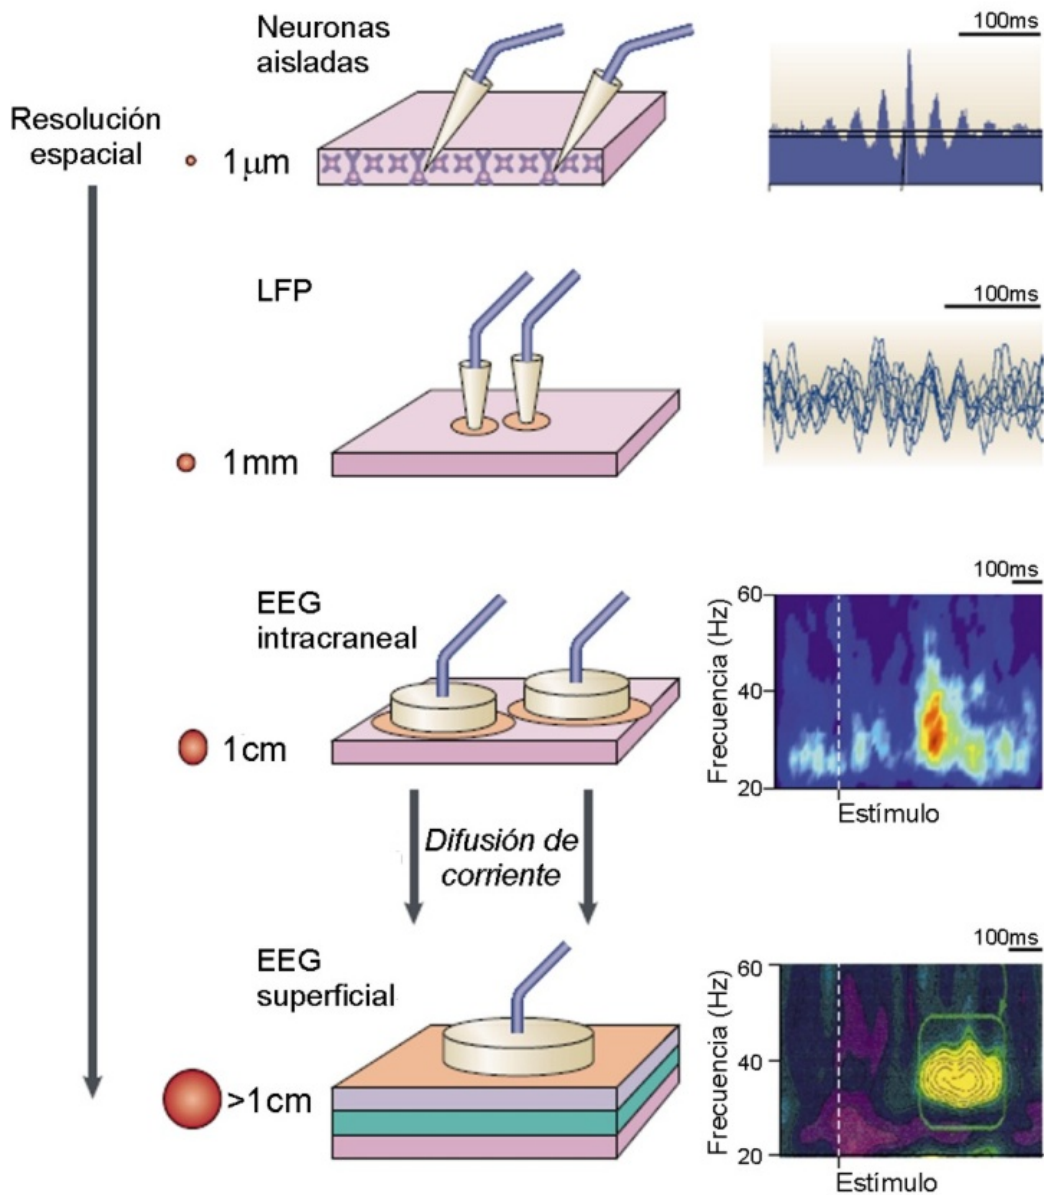 Neuronas
aisladas
100ms
Resolución
espacial
1µm
LFP
100ms
1mm
EEG
intracraneal
100ms
Frecuencia (Hz)
60
40
20
1cm
Estímulo
Difusión de
corriente
EEG
superficial
100ms
Frecuencia (Hz)
60
40
20
>1cm
Estímulo